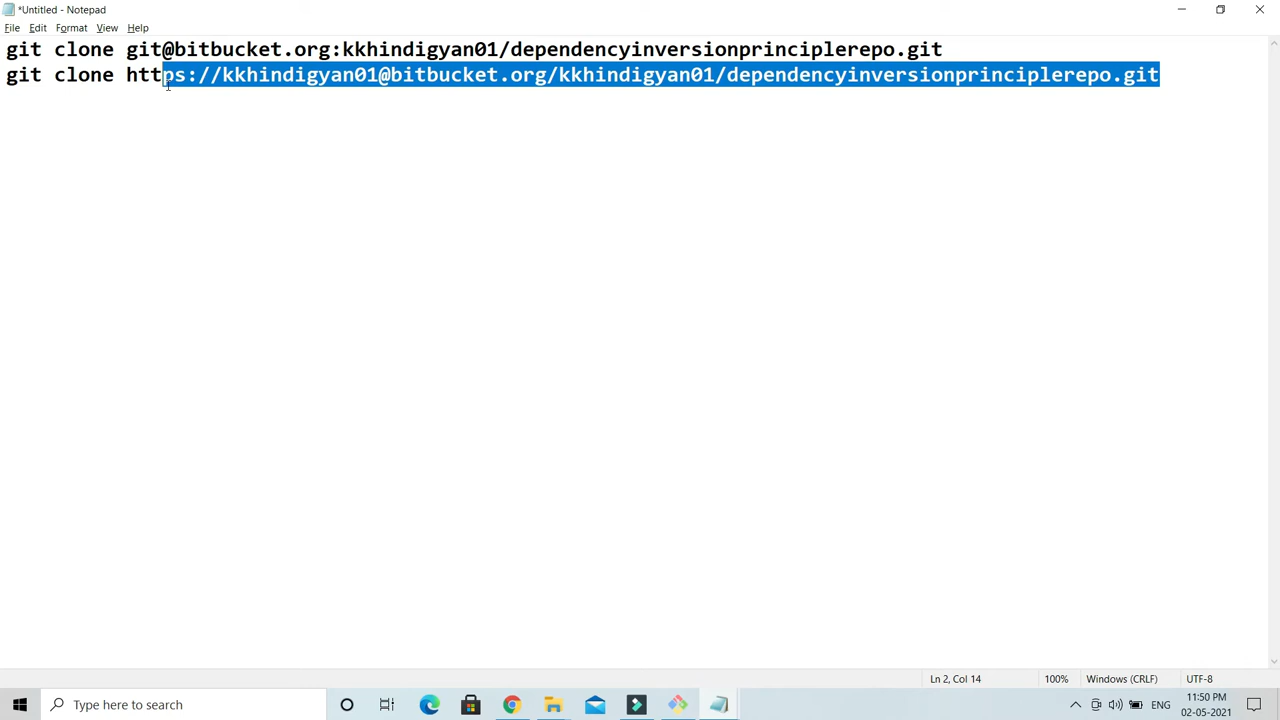 *Untitled - Notepad
File Edit Format View Help
git clone git@bitbucket.org:kkhindigyan01/dependencyinversionprinciplerepo.git
git clone https://kkhindigyan01@bitbucket.org/kkhindigyan01/dependencyinversionprinciplerepo.git
Ln 2, Col 14 100% Windows (CRLF) UTF-8
Type here to search ENG 11:50 PM
02-05-2021